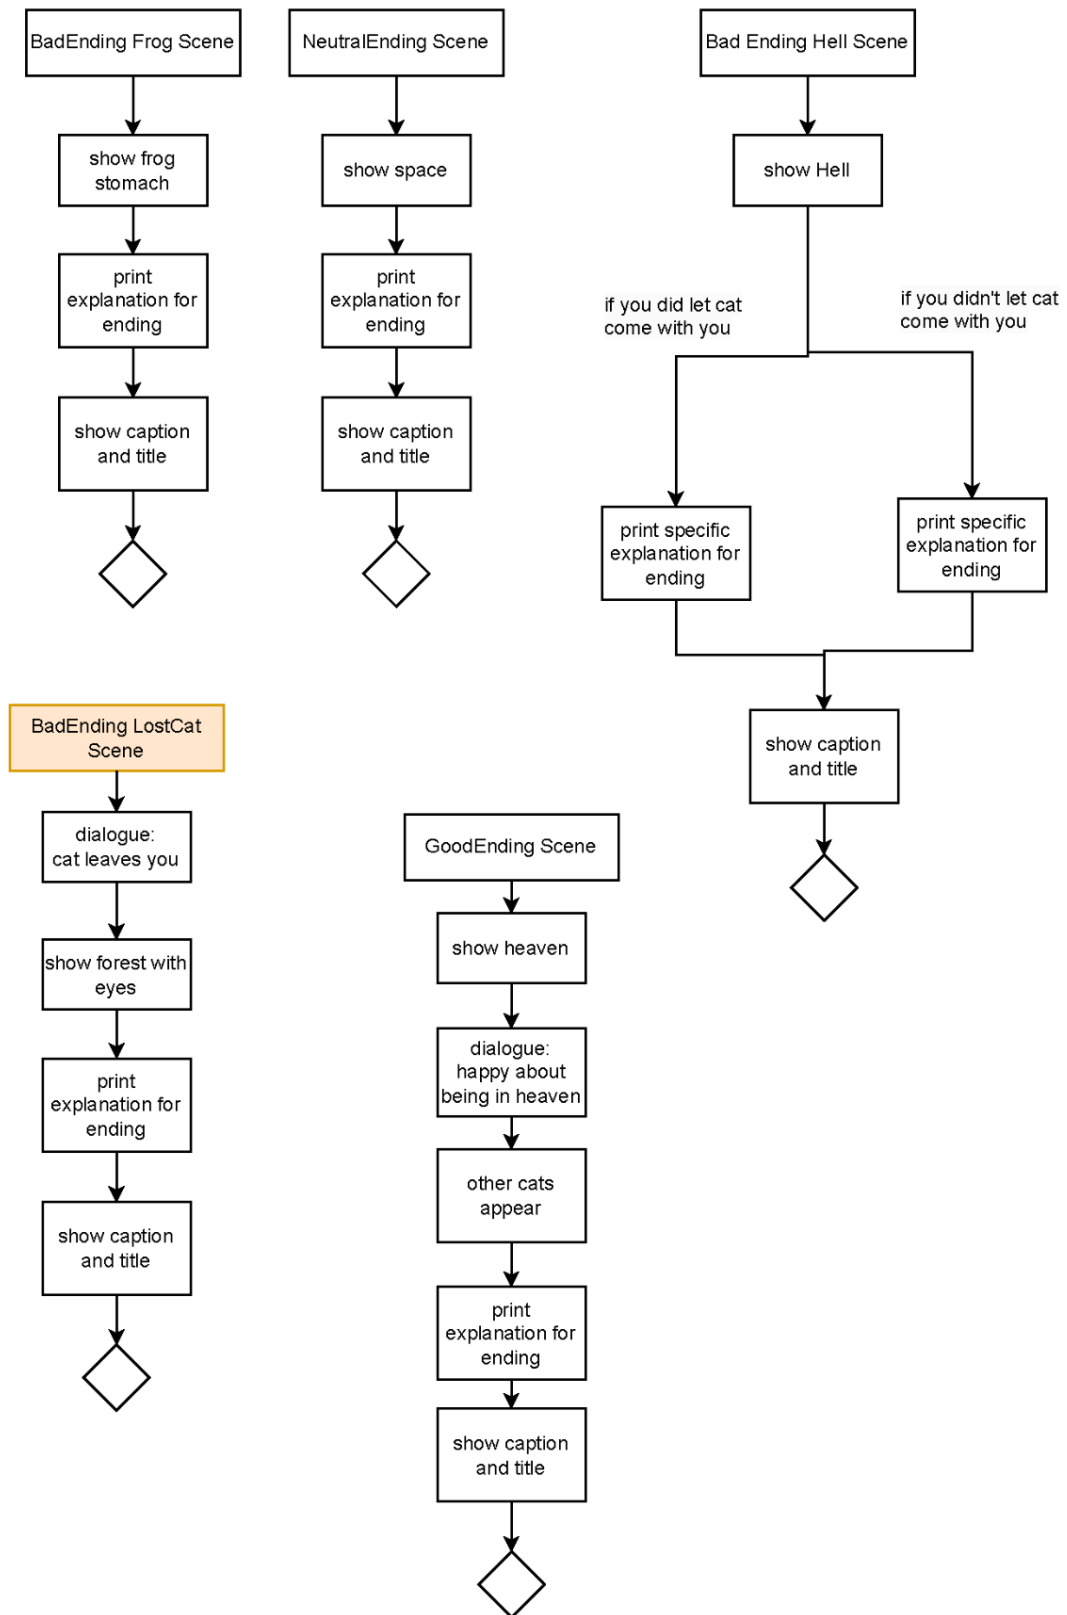 BadEnding Frog Scene
show frog
stomach
print
explanation for
ending
show caption
and title
NeutralEnding Scene
show space
print
explanation for
ending
show caption
and title
Bad Ending Hell Scene
show Hell
if you did let cat
come with you
if you didn't let cat
come with you
print specific
explanation for
ending
print specific
explanation for
ending
show caption
and title
BadEnding LostCat
Scene
dialogue:
cat leaves you
show forest with
eyes
print
explanation for
ending
show caption
and title
GoodEnding Scene
show heaven
dialogue:
happy about
being in heaven
other cats
appear
print
explanation for
ending
show caption
and title